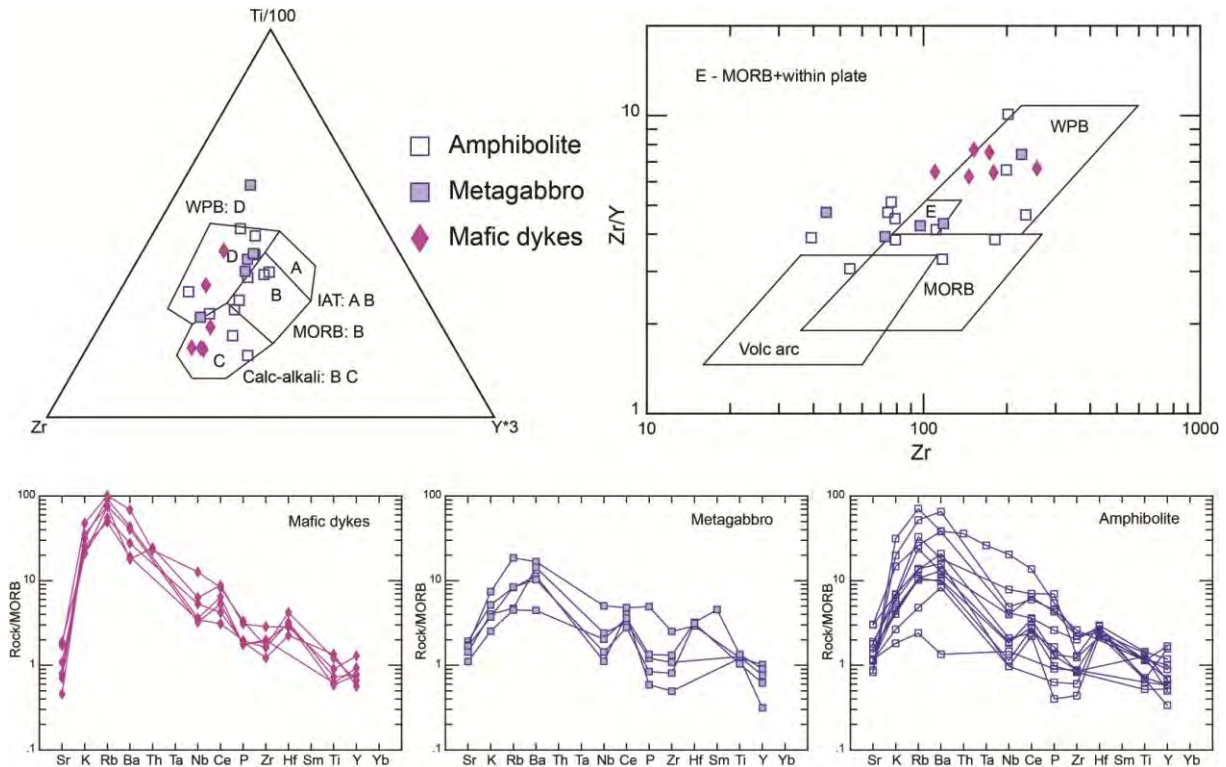 Ti/100
WPB: D
D
A
B
C
IAT: A B
MORB: B
Calc-alkali: B C
Zr
Y*3
Amphibolite
Metagabbro
Mafic dykes
E - MORB+within plate
10
Zr/Y
1
WPB
E
MORB
Volc arc
10
100
1000
Zr
Mafic dykes
100
10
1
.1
Rock/MORB
Sr K Rb Ba Th Ta Nb Ce P Zr Hf Sm Ti Y Yb
Metagabbro
100
10
1
.1
Rock/MORB
Sr K Rb Ba Th Ta Nb Ce P Zr Hf Sm Ti Y Yb
Amphibolite
100
10
1
.1
Rock/MORB
Sr K Rb Ba Th Ta Nb Ce P Zr Hf Sm Ti Y Yb